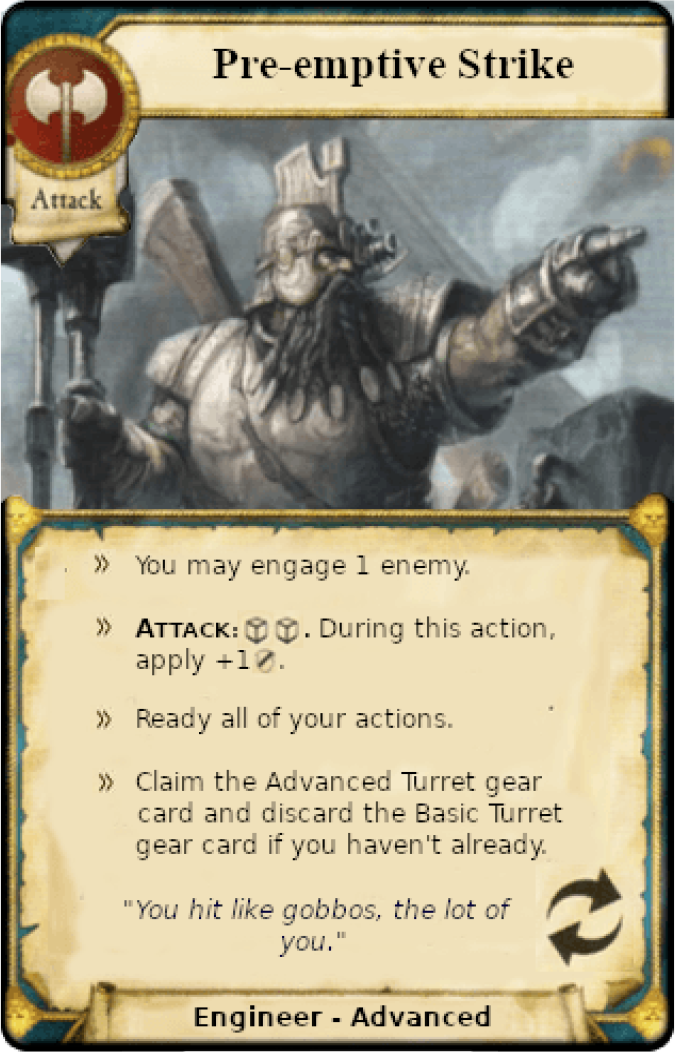 Pre-emptive Strike
Attack
» You may engage 1 enemy.
» ATTACK: . During this action,
apply +1 .
» Ready all of your actions.
» Claim the Advanced Turret gear
card and discard the Basic Turret
gear card if you haven't already.
"You hit like gobbos, the lot of
you."
Engineer - Advanced